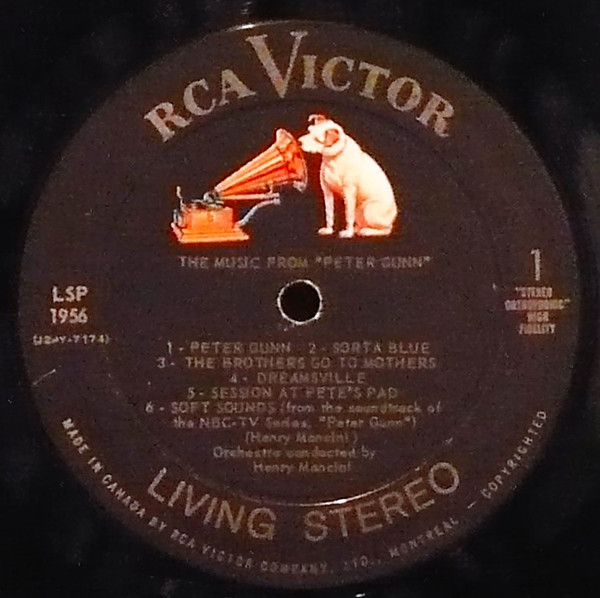 RCA VICTOR
THE MUSIC FROM "PETER GUNN"
LSP
1956
(J2PY-7174)
1
"STEREO
ORTHOPHONIC"
HIGH
FIDELITY
1 - PETER GUNN 2 - SORTA BLUE
3 - THE BROTHERS GO TO MOTHERS
4 - DREAMSVILLE
5 - SESSION AT PETE'S PAD
6 - SOFT SOUNDS (from the soundtrack of
the NBC-TV Series, "Peter Gunn")
(Henry Mancini)
Orchestra conducted by
Henry Mancini
LIVING STEREO
MADE IN CANADA BY RCA VICTOR COMPANY, LTD., MONTREAL — COPYRIGHTED